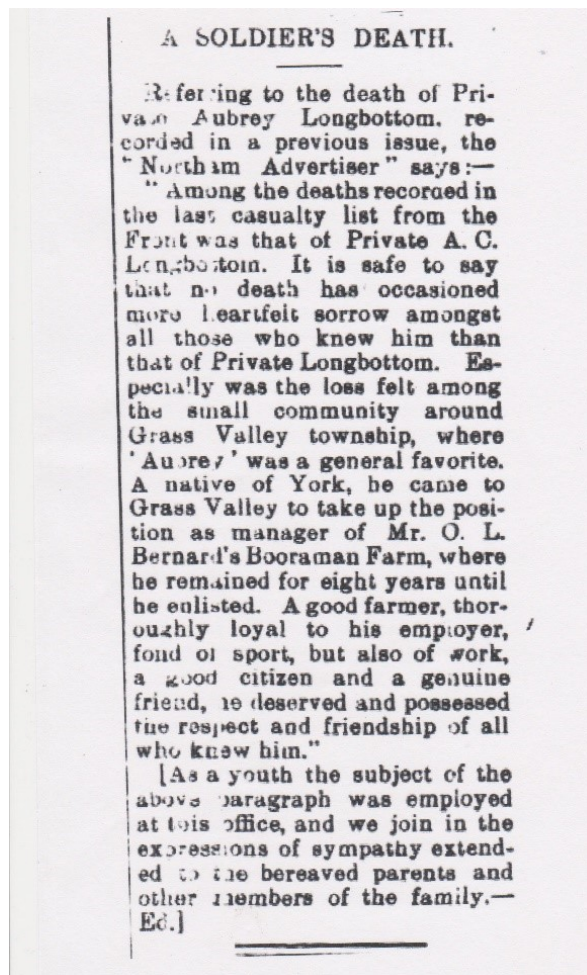 A SOLDIER'S DEATH.
Referring to the death of Pri-
vate Aubrey Longbottom, re-
corded in a previous issue, the
"Northam Advertiser" says:—
"Among the deaths recorded in
the last casualty list from the
Front was that of Private A. C.
Longbottom. It is safe to say
that no death has occasioned
more heartfelt sorrow amongst
all those who knew him than
that of Private Longbottom. Es-
pecially was the loss felt among
the small community around
Grass Valley township, where
'Aubrey' was a general favorite.
A native of York, he came to
Grass Valley to take up the posi-
tion as manager of Mr. O. L.
Bernard's Booraman Farm, where
he remained for eight years until
he enlisted. A good farmer, thor-
oughly loyal to his employer,
fond of sport, but also of work,
a good citizen and a genuine
friend, he deserved and possessed
the respect and friendship of all
who knew him."
[As a youth the subject of the
above paragraph was employed
at this office, and we join in the
expressions of sympathy extend-
ed to the bereaved parents and
other members of the family.—
Ed.]